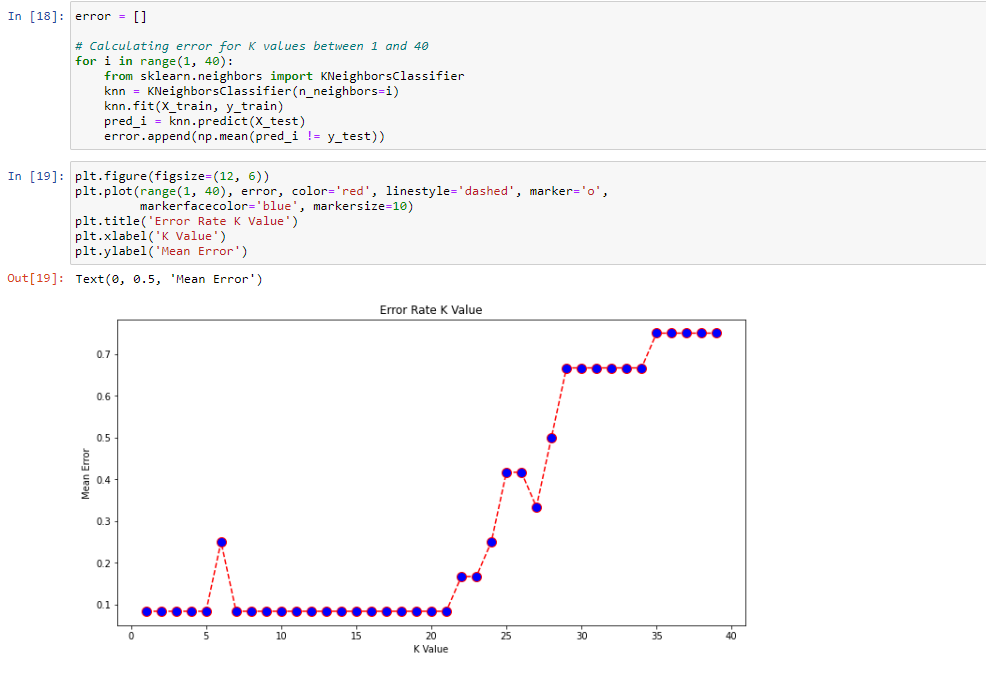 In [18]: error = []
# Calculating error for K values between 1 and 40
for i in range(1, 40):
    from sklearn.neighbors import KNeighborsClassifier
    knn = KNeighborsClassifier(n_neighbors=i)
    knn.fit(X_train, y_train)
    pred_i = knn.predict(X_test)
    error.append(np.mean(pred_i != y_test))
In [19]: plt.figure(figsize=(12, 6))
plt.plot(range(1, 40), error, color='red', linestyle='dashed', marker='o',
         markerfacecolor='blue', markersize=10)
plt.title('Error Rate K Value')
plt.xlabel('K Value')
plt.ylabel('Mean Error')
Out[19]: Text(0, 0.5, 'Mean Error')
Error Rate K Value
0.7
0.6
0.5
0.4
0.3
0.2
0.1
Mean Error
0 5 10 15 20 25 30 35 40
K Value